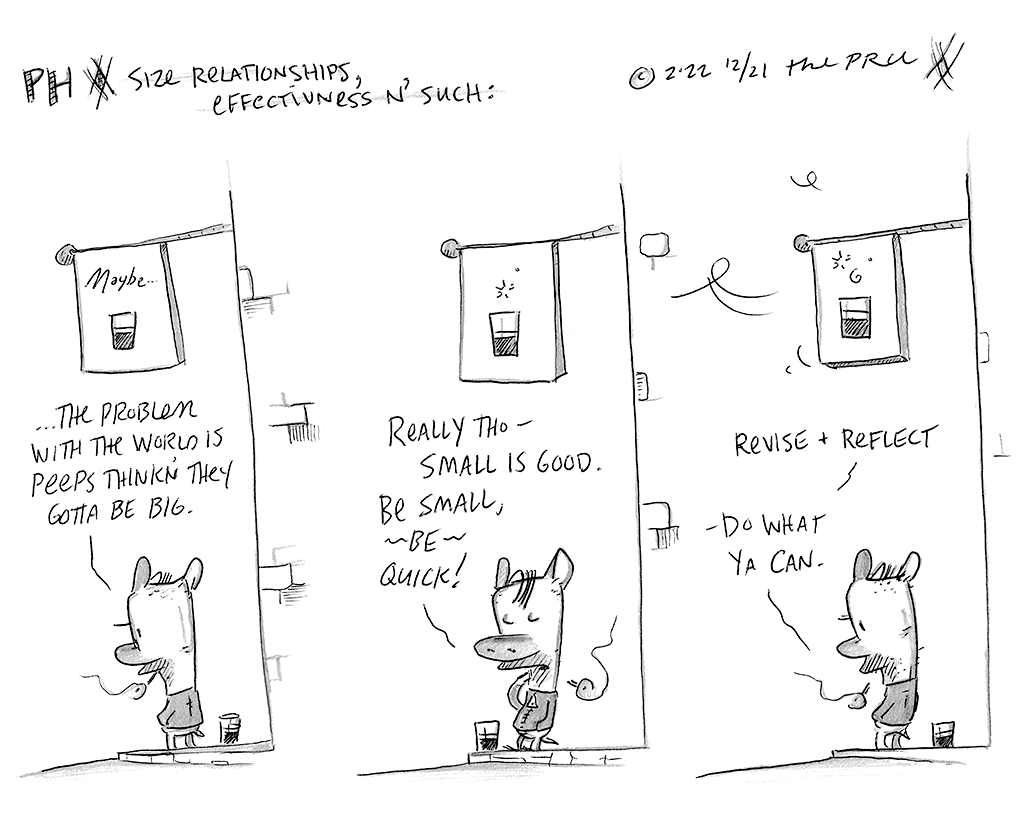 PH X SIZE RELATIONSHIPS,
EFFECTIVNESS N' SUCH:
© 2·22 12/21 the PRU X
Maybe...
...THE PROBLEM
WITH THE WORLD IS
PEEPS THINKN' THEY
GOTTA BE BIG.
REALLY THO –
SMALL IS GOOD.
BE SMALL,
~BE~
QUICK!
REVISE + REFLECT
-DO WHAT
YA CAN.